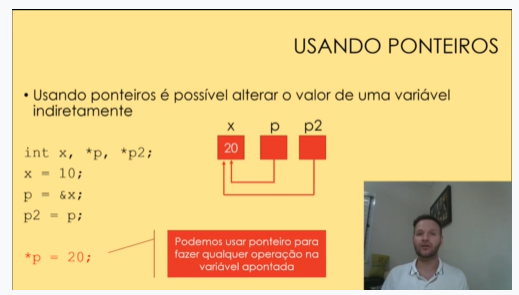 USANDO PONTEIROS
• Usando ponteiros é possível alterar o valor de uma variável
indiretamente
x p p2
20
int x, *p, *p2;
x = 10;
p = &x;
p2 = p;
*p = 20;
Podemos usar ponteiro para
fazer qualquer operação na
variável apontada